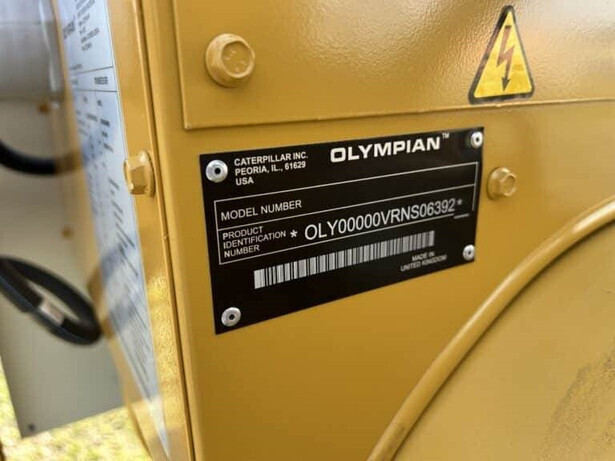 CATERPILLAR INC.
PEORIA, IL., 61629
USA
OLYMPIAN™
MODEL NUMBER
PRODUCT
IDENTIFICATION
NUMBER
* OLY00000VRNS06392 *
MADE IN
UNITED KINGDOM